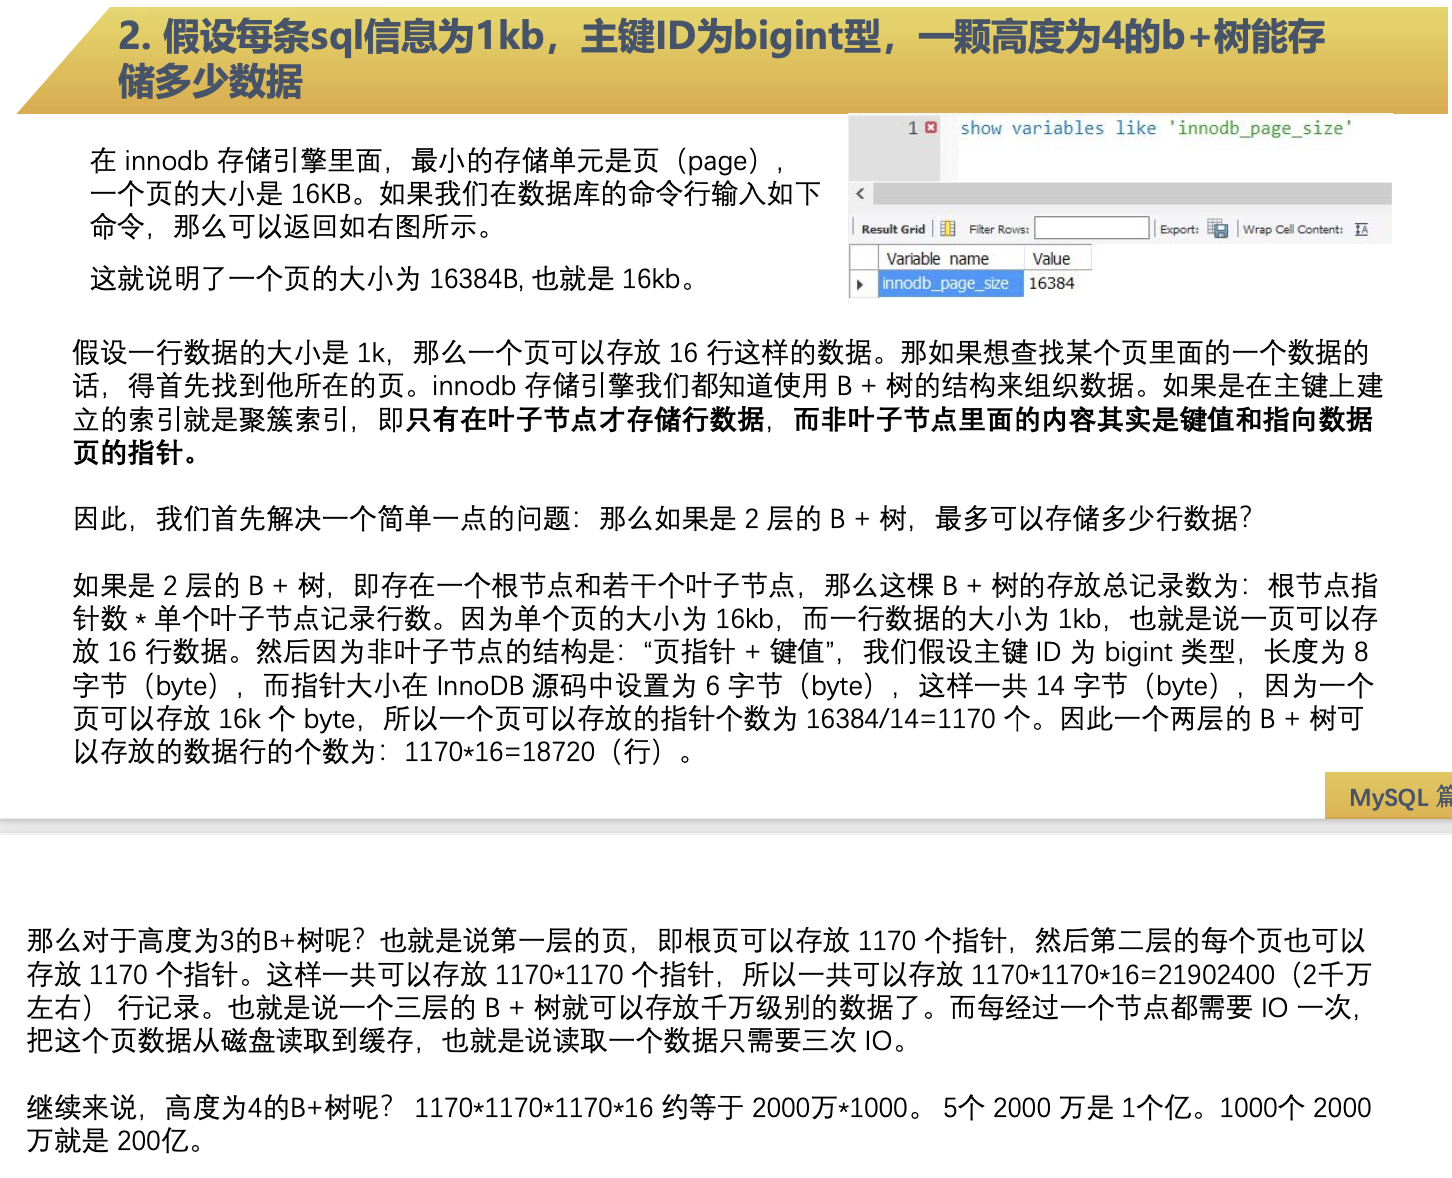 2. 假设每条sql信息为1kb，主键ID为bigint型，一颗高度为4的b+树能存
储多少数据
在 innodb 存储引擎里面，最小的存储单元是页（page），
一个页的大小是 16KB。如果我们在数据库的命令行输入如下
命令，那么可以返回如右图所示。
这就说明了一个页的大小为 16384B, 也就是 16kb。
1 show variables like 'innodb_page_size'
Result Grid Filter Rows: Export: Wrap Cell Content:
Variable_name Value
innodb_page_size 16384
假设一行数据的大小是 1k，那么一个页可以存放 16 行这样的数据。那如果想查找某个页里面的一个数据的
话，得首先找到他所在的页。innodb 存储引擎我们都知道使用 B + 树的结构来组织数据。如果是在主键上建
立的索引就是聚簇索引，即只有在叶子节点才存储行数据，而非叶子节点里面的内容其实是键值和指向数据
页的指针。
因此，我们首先解决一个简单一点的问题：那么如果是 2 层的 B + 树，最多可以存储多少行数据？
如果是 2 层的 B + 树，即存在一个根节点和若干个叶子节点，那么这棵 B + 树的存放总记录数为：根节点指
针数 * 单个叶子节点记录行数。因为单个页的大小为 16kb，而一行数据的大小为 1kb，也就是说一页可以存
放 16 行数据。然后因为非叶子节点的结构是：“页指针 + 键值”，我们假设主键 ID 为 bigint 类型，长度为 8
字节（byte），而指针大小在 InnoDB 源码中设置为 6 字节（byte），这样一共 14 字节（byte），因为一个
页可以存放 16k 个 byte，所以一个页可以存放的指针个数为 16384/14=1170 个。因此一个两层的 B + 树可
以存放的数据行的个数为：1170*16=18720（行）。
MySQL 篇
那么对于高度为3的B+树呢？也就是说第一层的页，即根页可以存放 1170 个指针，然后第二层的每个页也可以
存放 1170 个指针。这样一共可以存放 1170*1170 个指针，所以一共可以存放 1170*1170*16=21902400（2千万
左右） 行记录。也就是说一个三层的 B + 树就可以存放千万级别的数据了。而每经过一个节点都需要 IO 一次，
把这个页数据从磁盘读取到缓存，也就是说读取一个数据只需要三次 IO。
继续来说，高度为4的B+树呢？ 1170*1170*1170*16 约等于 2000万*1000。 5个 2000 万是 1个亿。1000个 2000
万就是 200亿。